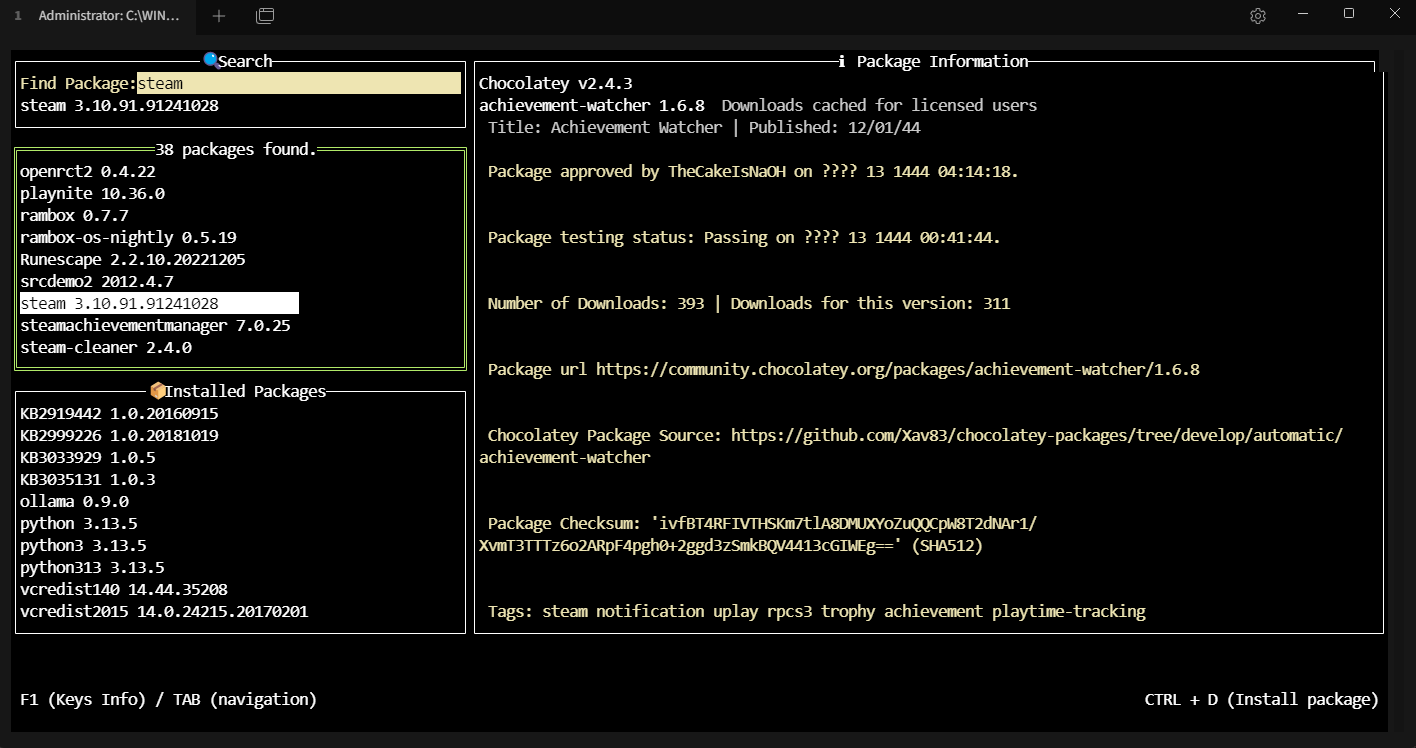 1 Administrator: C:\WIN...
Search
Find Package:steam
steam 3.10.91.91241028
38 packages found.
openrct2 0.4.22
playnite 10.36.0
rambox 0.7.7
rambox-os-nightly 0.5.19
Runescape 2.2.10.20221205
srcdemo2 2012.4.7
steam 3.10.91.91241028
steamachievementmanager 7.0.25
steam-cleaner 2.4.0
Installed Packages
KB2919442 1.0.20160915
KB2999226 1.0.20181019
KB3033929 1.0.5
KB3035131 1.0.3
ollama 0.9.0
python 3.13.5
python3 3.13.5
python313 3.13.5
vcredist140 14.44.35208
vcredist2015 14.0.24215.20170201
i Package Information
Chocolatey v2.4.3
achievement-watcher 1.6.8 Downloads cached for licensed users
Title: Achievement Watcher | Published: 12/01/44
Package approved by TheCakeIsNaOH on ???? 13 1444 04:14:18.
Package testing status: Passing on ???? 13 1444 00:41:44.
Number of Downloads: 393 | Downloads for this version: 311
Package url https://community.chocolatey.org/packages/achievement-watcher/1.6.8
Chocolatey Package Source: https://github.com/Xav83/chocolatey-packages/tree/develop/automatic/
achievement-watcher
Package Checksum: 'ivfBT4RFIVTHSKm7tlA8DMUXYoZuQQCpW8T2dNAr1/
XvmT3TTTz6o2ARpF4pgh0+2ggd3zSmkBQV4413cGIWEg==' (SHA512)
Tags: steam notification uplay rpcs3 trophy achievement playtime-tracking
F1 (Keys Info) / TAB (navigation)
CTRL + D (Install package)